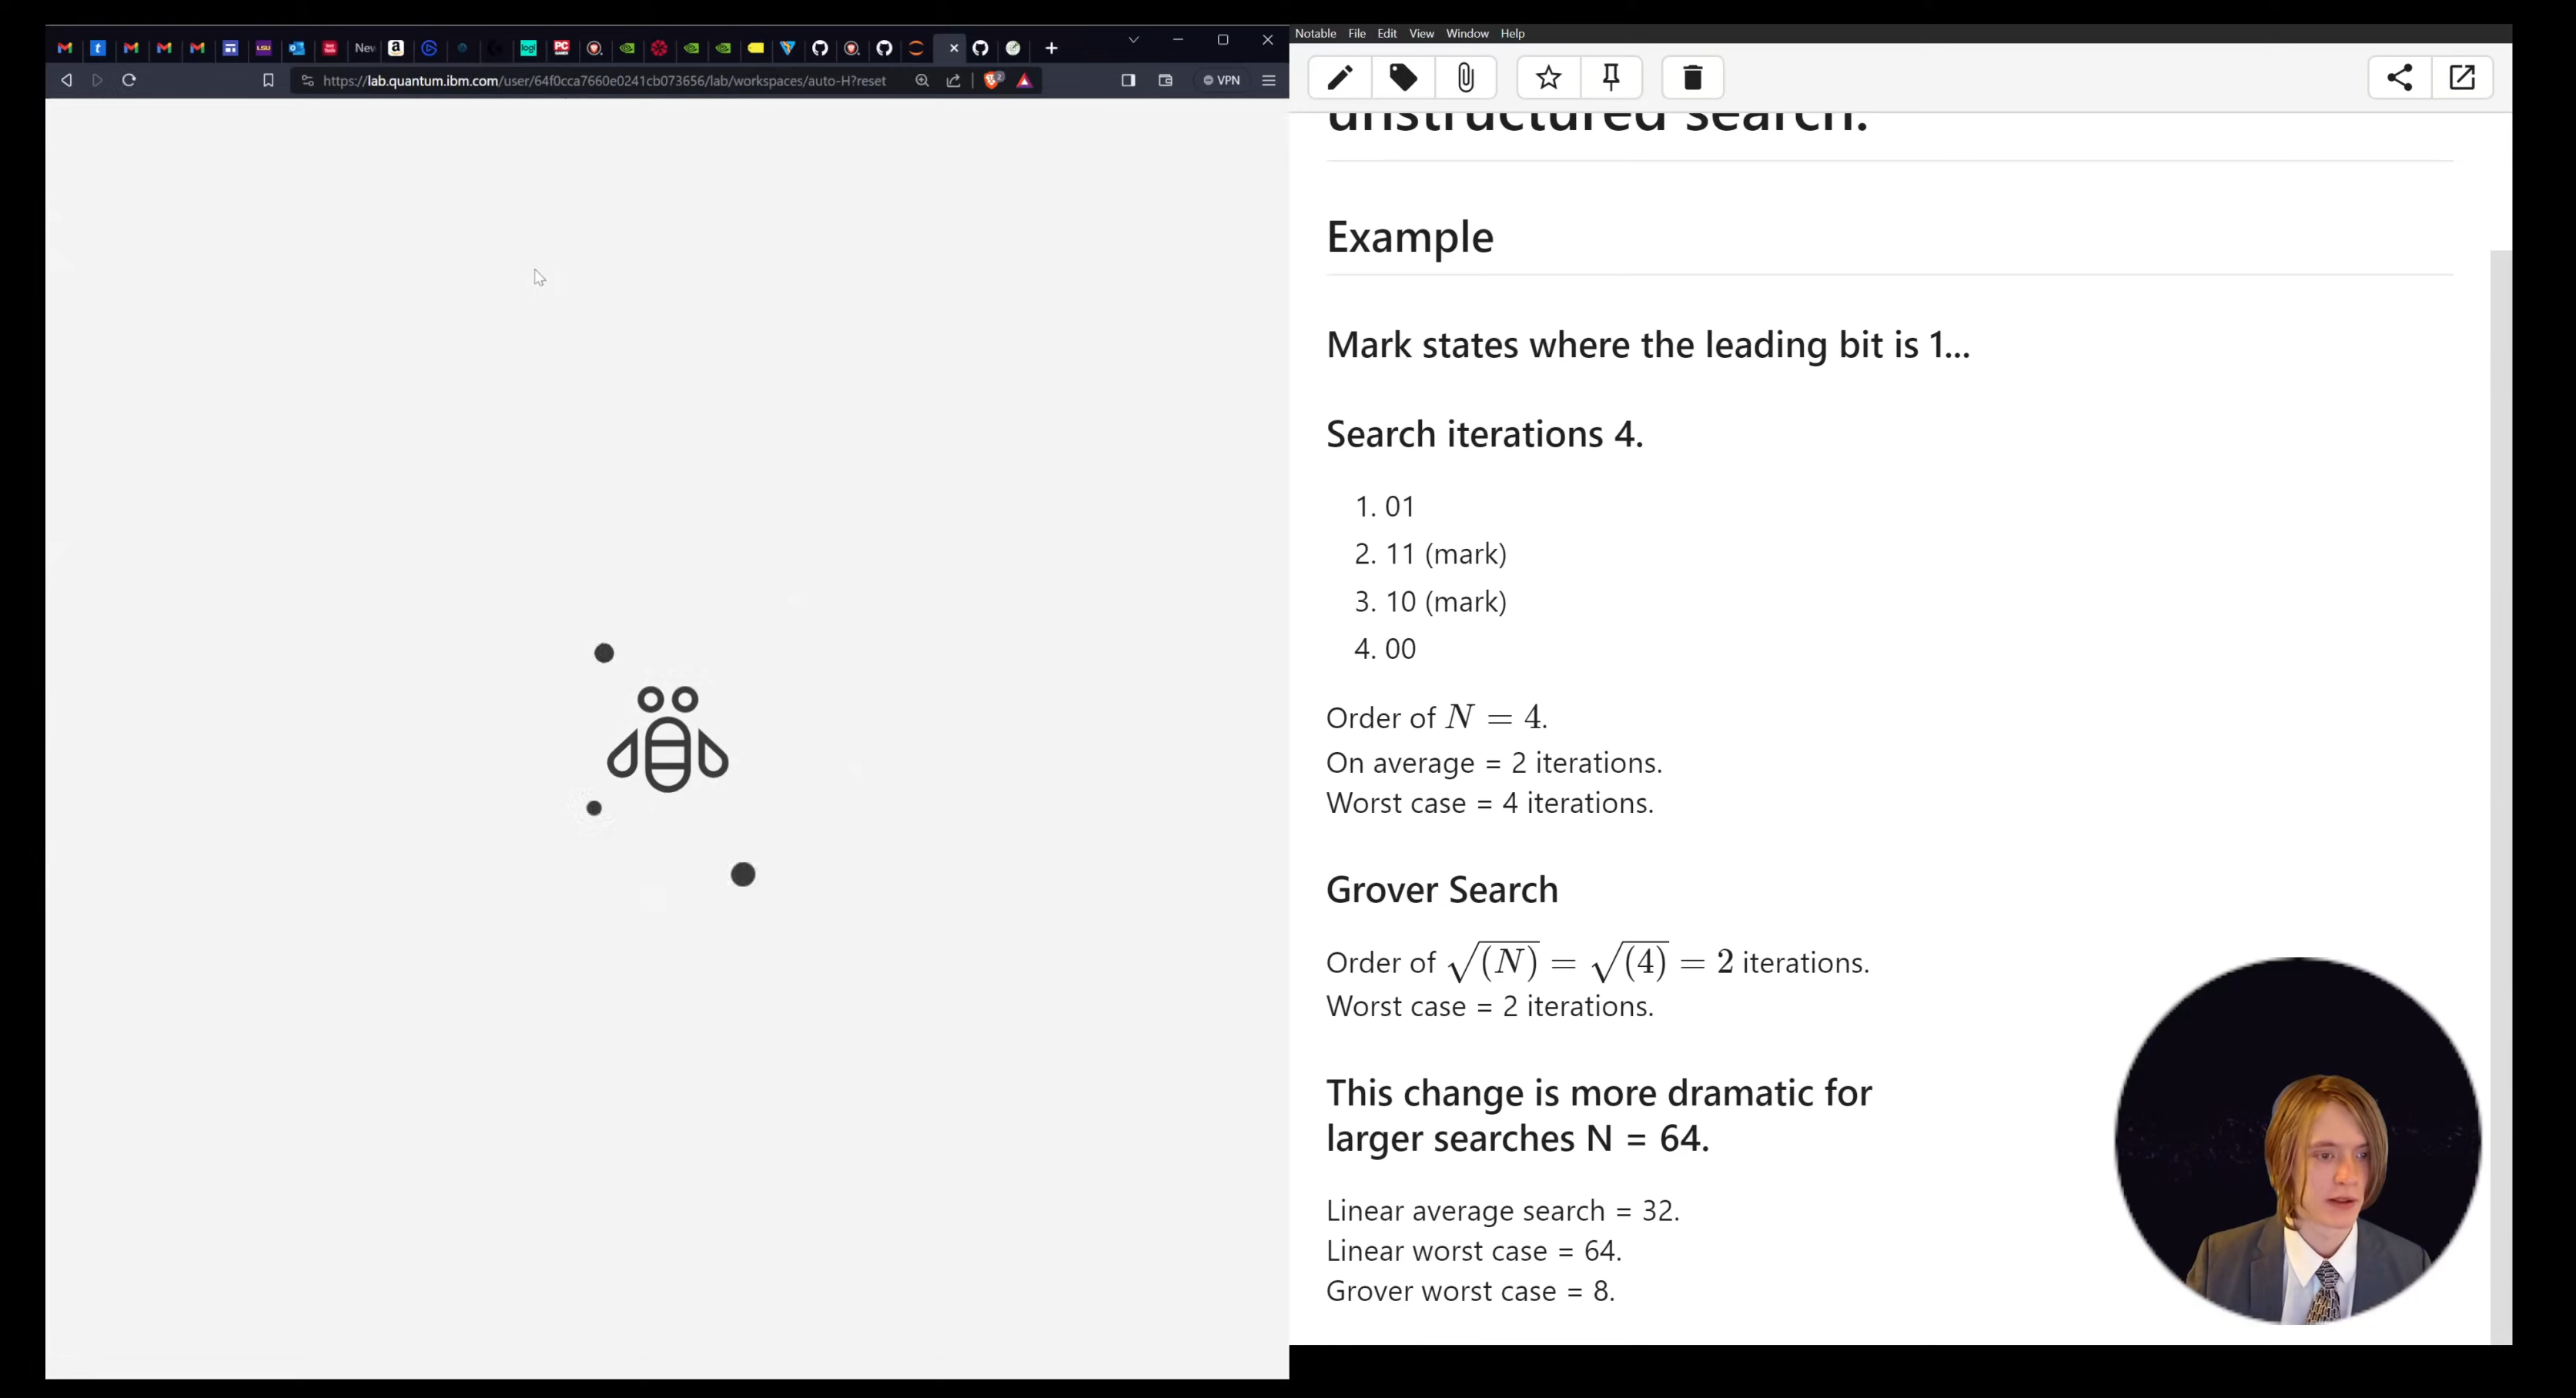 New
https://lab.quantum.ibm.com/user/64f0cca7660e0241cb073656/lab/workspaces/auto-H?reset
2
VPN
Notable File Edit View Window Help
unstructured search.
Example
Mark states where the leading bit is 1...
Search iterations 4.
1. 01
2. 11 (mark)
3. 10 (mark)
4. 00
Order of N = 4.
On average = 2 iterations.
Worst case = 4 iterations.
Grover Search
Order of √(N) = √(4) = 2 iterations.
Worst case = 2 iterations.
This change is more dramatic for
larger searches N = 64.
Linear average search = 32.
Linear worst case = 64.
Grover worst case = 8.